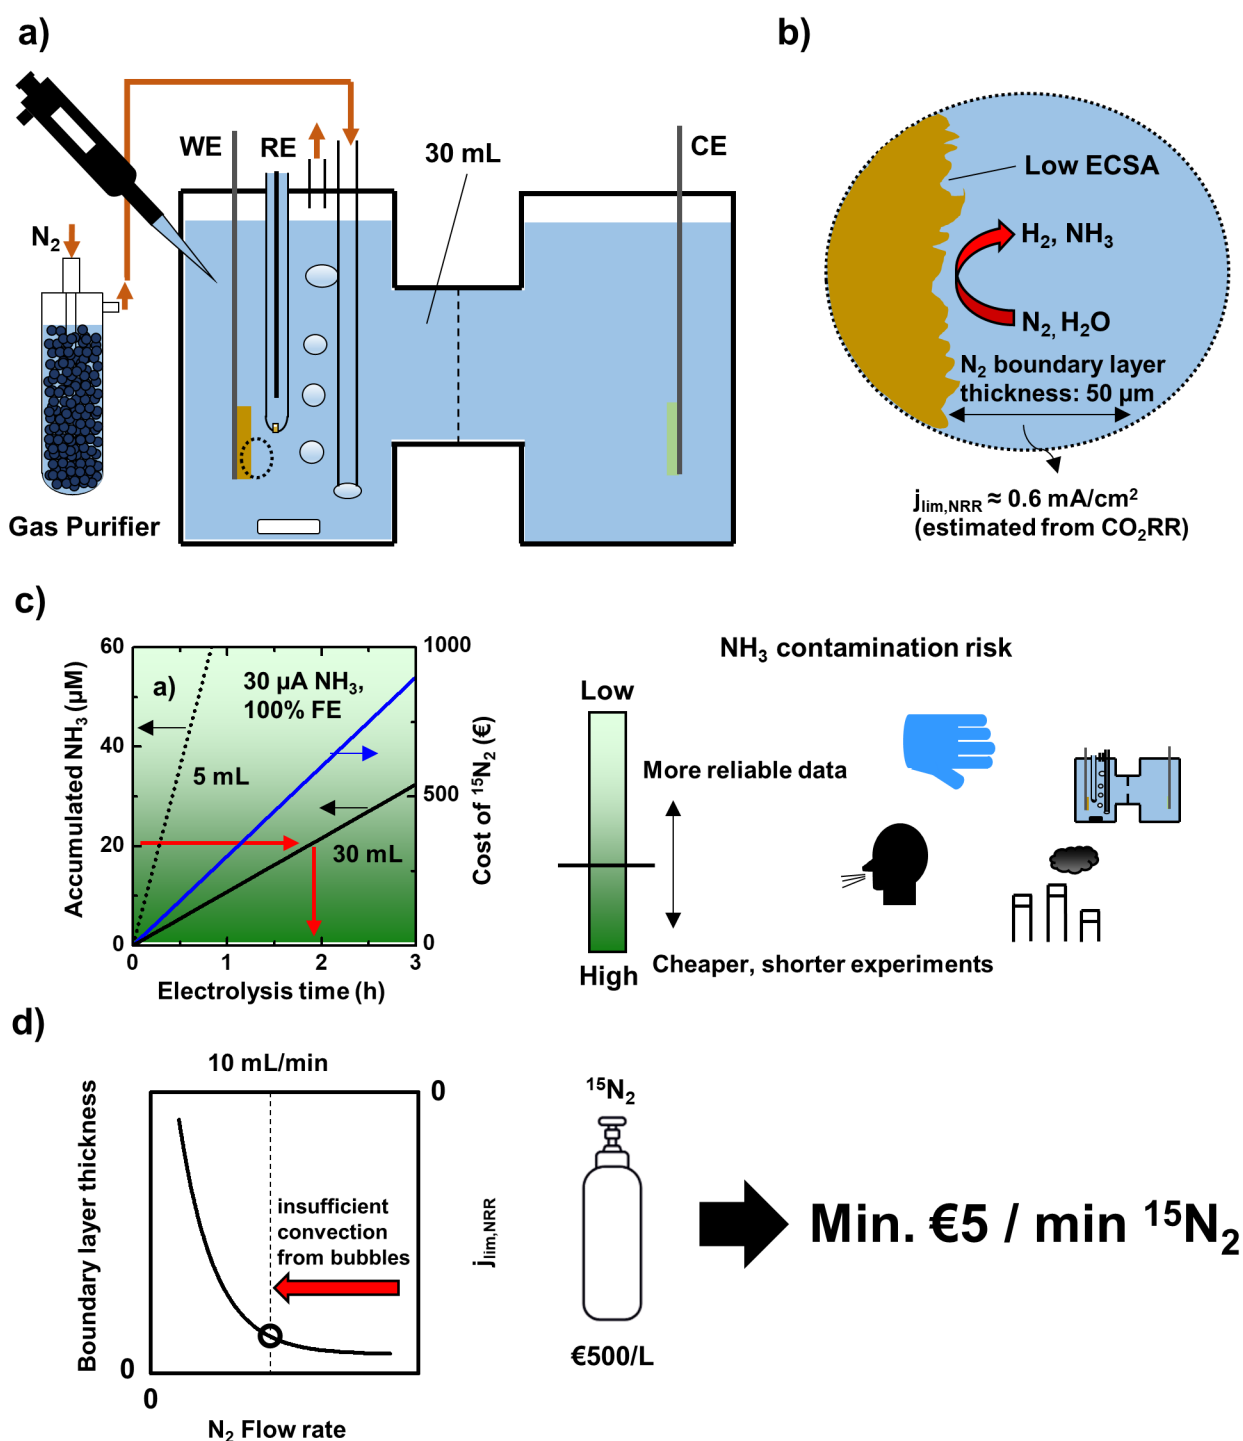 a)
b)
WE
RE
30 mL
CE
N₂
Gas Purifier
Low ECSA
H₂, NH₃
N₂, H₂O
N₂ boundary layer
thickness: 50 µm
jlim,NRR ≈ 0.6 mA/cm²
(estimated from CO₂RR)
c)
Accumulated NH₃ (µM)
60
40
20
0
a)
30 µA NH₃,
100% FE
5 mL
30 mL
1000
500
0
Cost of ¹⁵N₂ (€)
0
1
2
3
Electrolysis time (h)
NH₃ contamination risk
Low
More reliable data
Cheaper, shorter experiments
High
d)
10 mL/min
Boundary layer thickness
0
0
0
jlim,NRR
insufficient
convection
from bubbles
N₂ Flow rate
¹⁵N₂
€500/L
Min. €5 / min ¹⁵N₂